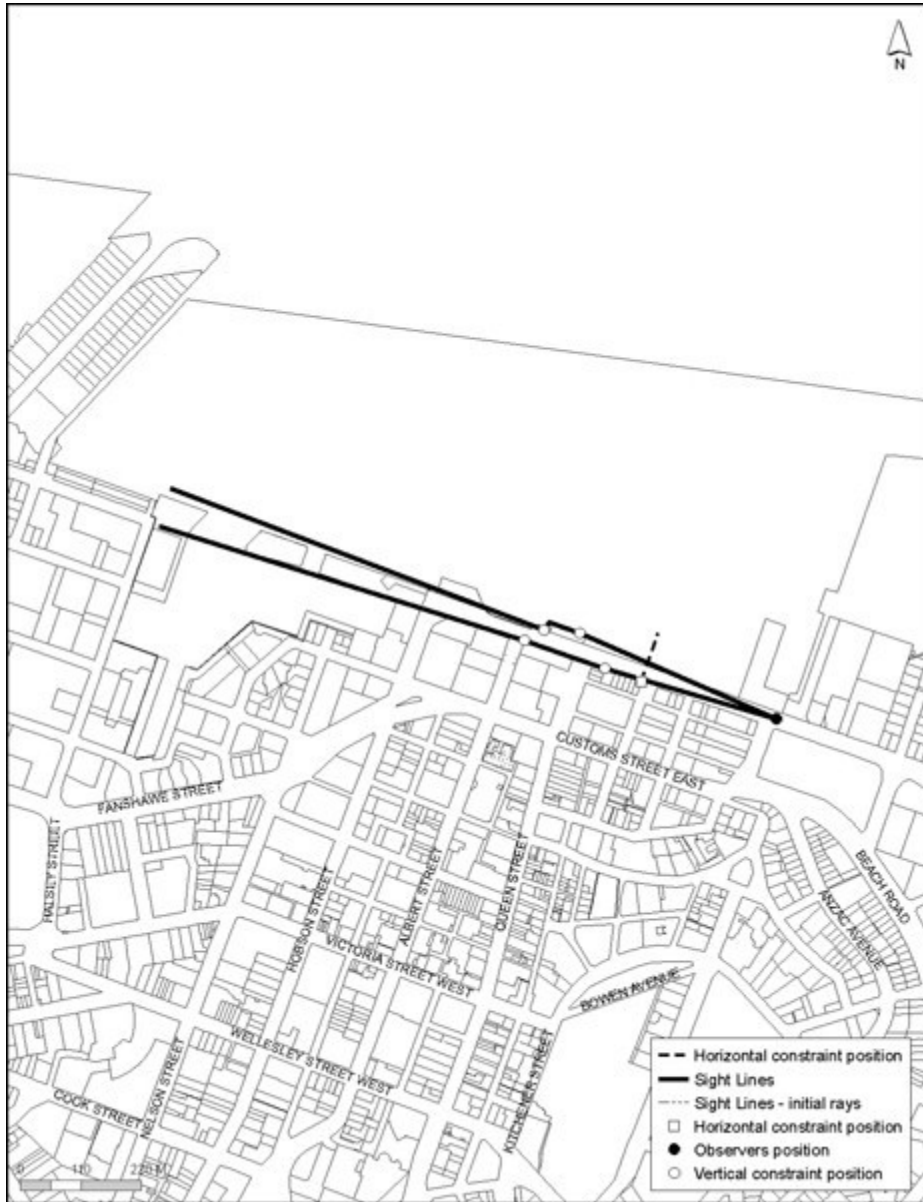 N
CUSTOMS STREET EAST
FANSHAWE STREET
HALSEY STREET
HOBSON STREET
ALBERT STREET
QUEEN STREET
BEACH ROAD
ANZAC AVENUE
VICTORIA STREET WEST
BOWEN AVENUE
WELLESLEY STREET WEST
KITCHENER STREET
NELSON STREET
COOK STREET
0 110 220 M
Horizontal constraint position
Sight Lines
Sight Lines - initial rays
Horizontal constraint position
Observers position
Vertical constraint position